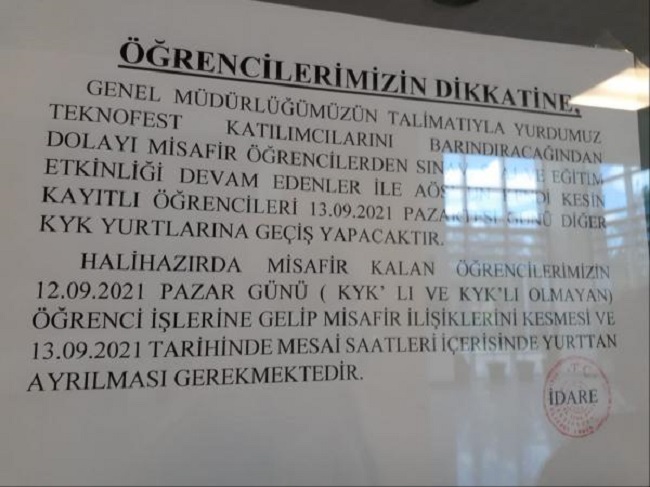 ÖĞRENCİLERİMİZİN DİKKATİNE,
GENEL MÜDÜRLÜĞÜMÜZÜN TALİMATIYLA YURDUMUZ
TEKNOFEST KATILIMCILARINI BARINDIRACAĞINDAN
DOLAYI MİSAFİR ÖĞRENCİLERDEN VE EĞİTİM
ETKİNLİĞİ DEVAM EDENLER İLE KESİN
KAYITLI ÖĞRENCİLERİ 13.09.2021 PAZARTESİ GÜNÜ DİĞER
KYK YURTLARINA GEÇİŞ YAPACAKTIR.
HALİHAZIRDA MİSAFİR KALAN ÖĞRENCİLERİMİZİN
12.09.2021 PAZAR GÜNÜ ( KYK' LI VE KYK'LI OLMAYAN)
ÖĞRENCİ İŞLERİNE GELİP MİSAFİR İLİŞİKLERİNİ KESMESİ VE
13.09.2021 TARİHİNDE MESAİ SAATLERİ İÇERİSİNDE YURTTAN
AYRILMASI GEREKMEKTEDİR.
T.C.
İDARE